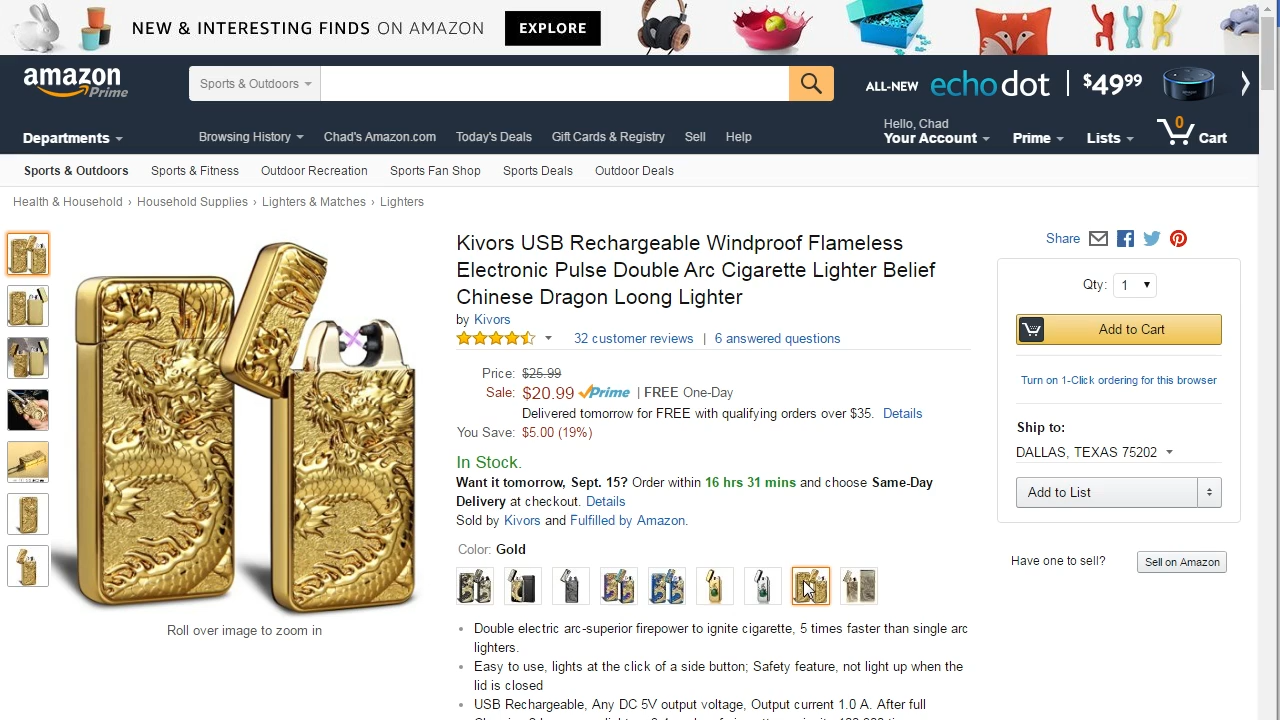 NEW & INTERESTING FINDS ON AMAZON EXPLORE
amazon Prime
Sports & Outdoors
ALL-NEW echo dot $49.99
Departments
Browsing History
Chad's Amazon.com
Today's Deals
Gift Cards & Registry
Sell
Help
Hello, Chad
Your Account
Prime
Lists
0
Cart
Sports & Outdoors
Sports & Fitness
Outdoor Recreation
Sports Fan Shop
Sports Deals
Outdoor Deals
Health & Household › Household Supplies › Lighters & Matches › Lighters
Kivors USB Rechargeable Windproof Flameless
Electronic Pulse Double Arc Cigarette Lighter Belief
Chinese Dragon Loong Lighter
by Kivors
32 customer reviews | 6 answered questions
Price: $25.99
Sale: $20.99 Prime | FREE One-Day
Delivered tomorrow for FREE with qualifying orders over $35. Details
You Save: $5.00 (19%)
In Stock.
Want it tomorrow, Sept. 15? Order within 16 hrs 31 mins and choose Same-Day
Delivery at checkout. Details
Sold by Kivors and Fulfilled by Amazon.
Color: Gold
Double electric arc-superior firepower to ignite cigarette, 5 times faster than single arc
lighters.
Easy to use, lights at the click of a side button; Safety feature, not light up when the
lid is closed
USB Rechargeable, Any DC 5V output voltage, Output current 1.0 A. After full
Roll over image to zoom in
Share
Qty: 1
Add to Cart
Turn on 1-Click ordering for this browser
Ship to:
DALLAS, TEXAS 75202
Add to List
Have one to sell?
Sell on Amazon